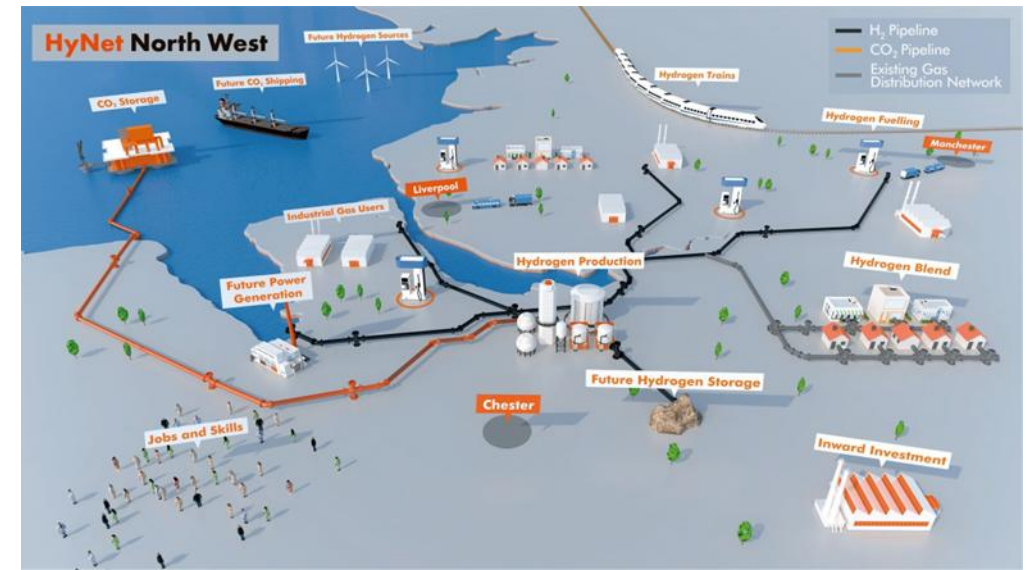 HyNet North West
H₂ Pipeline
CO₂ Pipeline
Existing Gas
Distribution Network
Future Hydrogen Sources
Future CO₂ Shipping
CO₂ Storage
Hydrogen Trains
Hydrogen Fuelling
Manchester
Liverpool
Industrial Gas Users
Hydrogen Production
Hydrogen Blend
Future Power
Generation
Future Hydrogen Storage
Chester
Jobs and Skills
Inward Investment